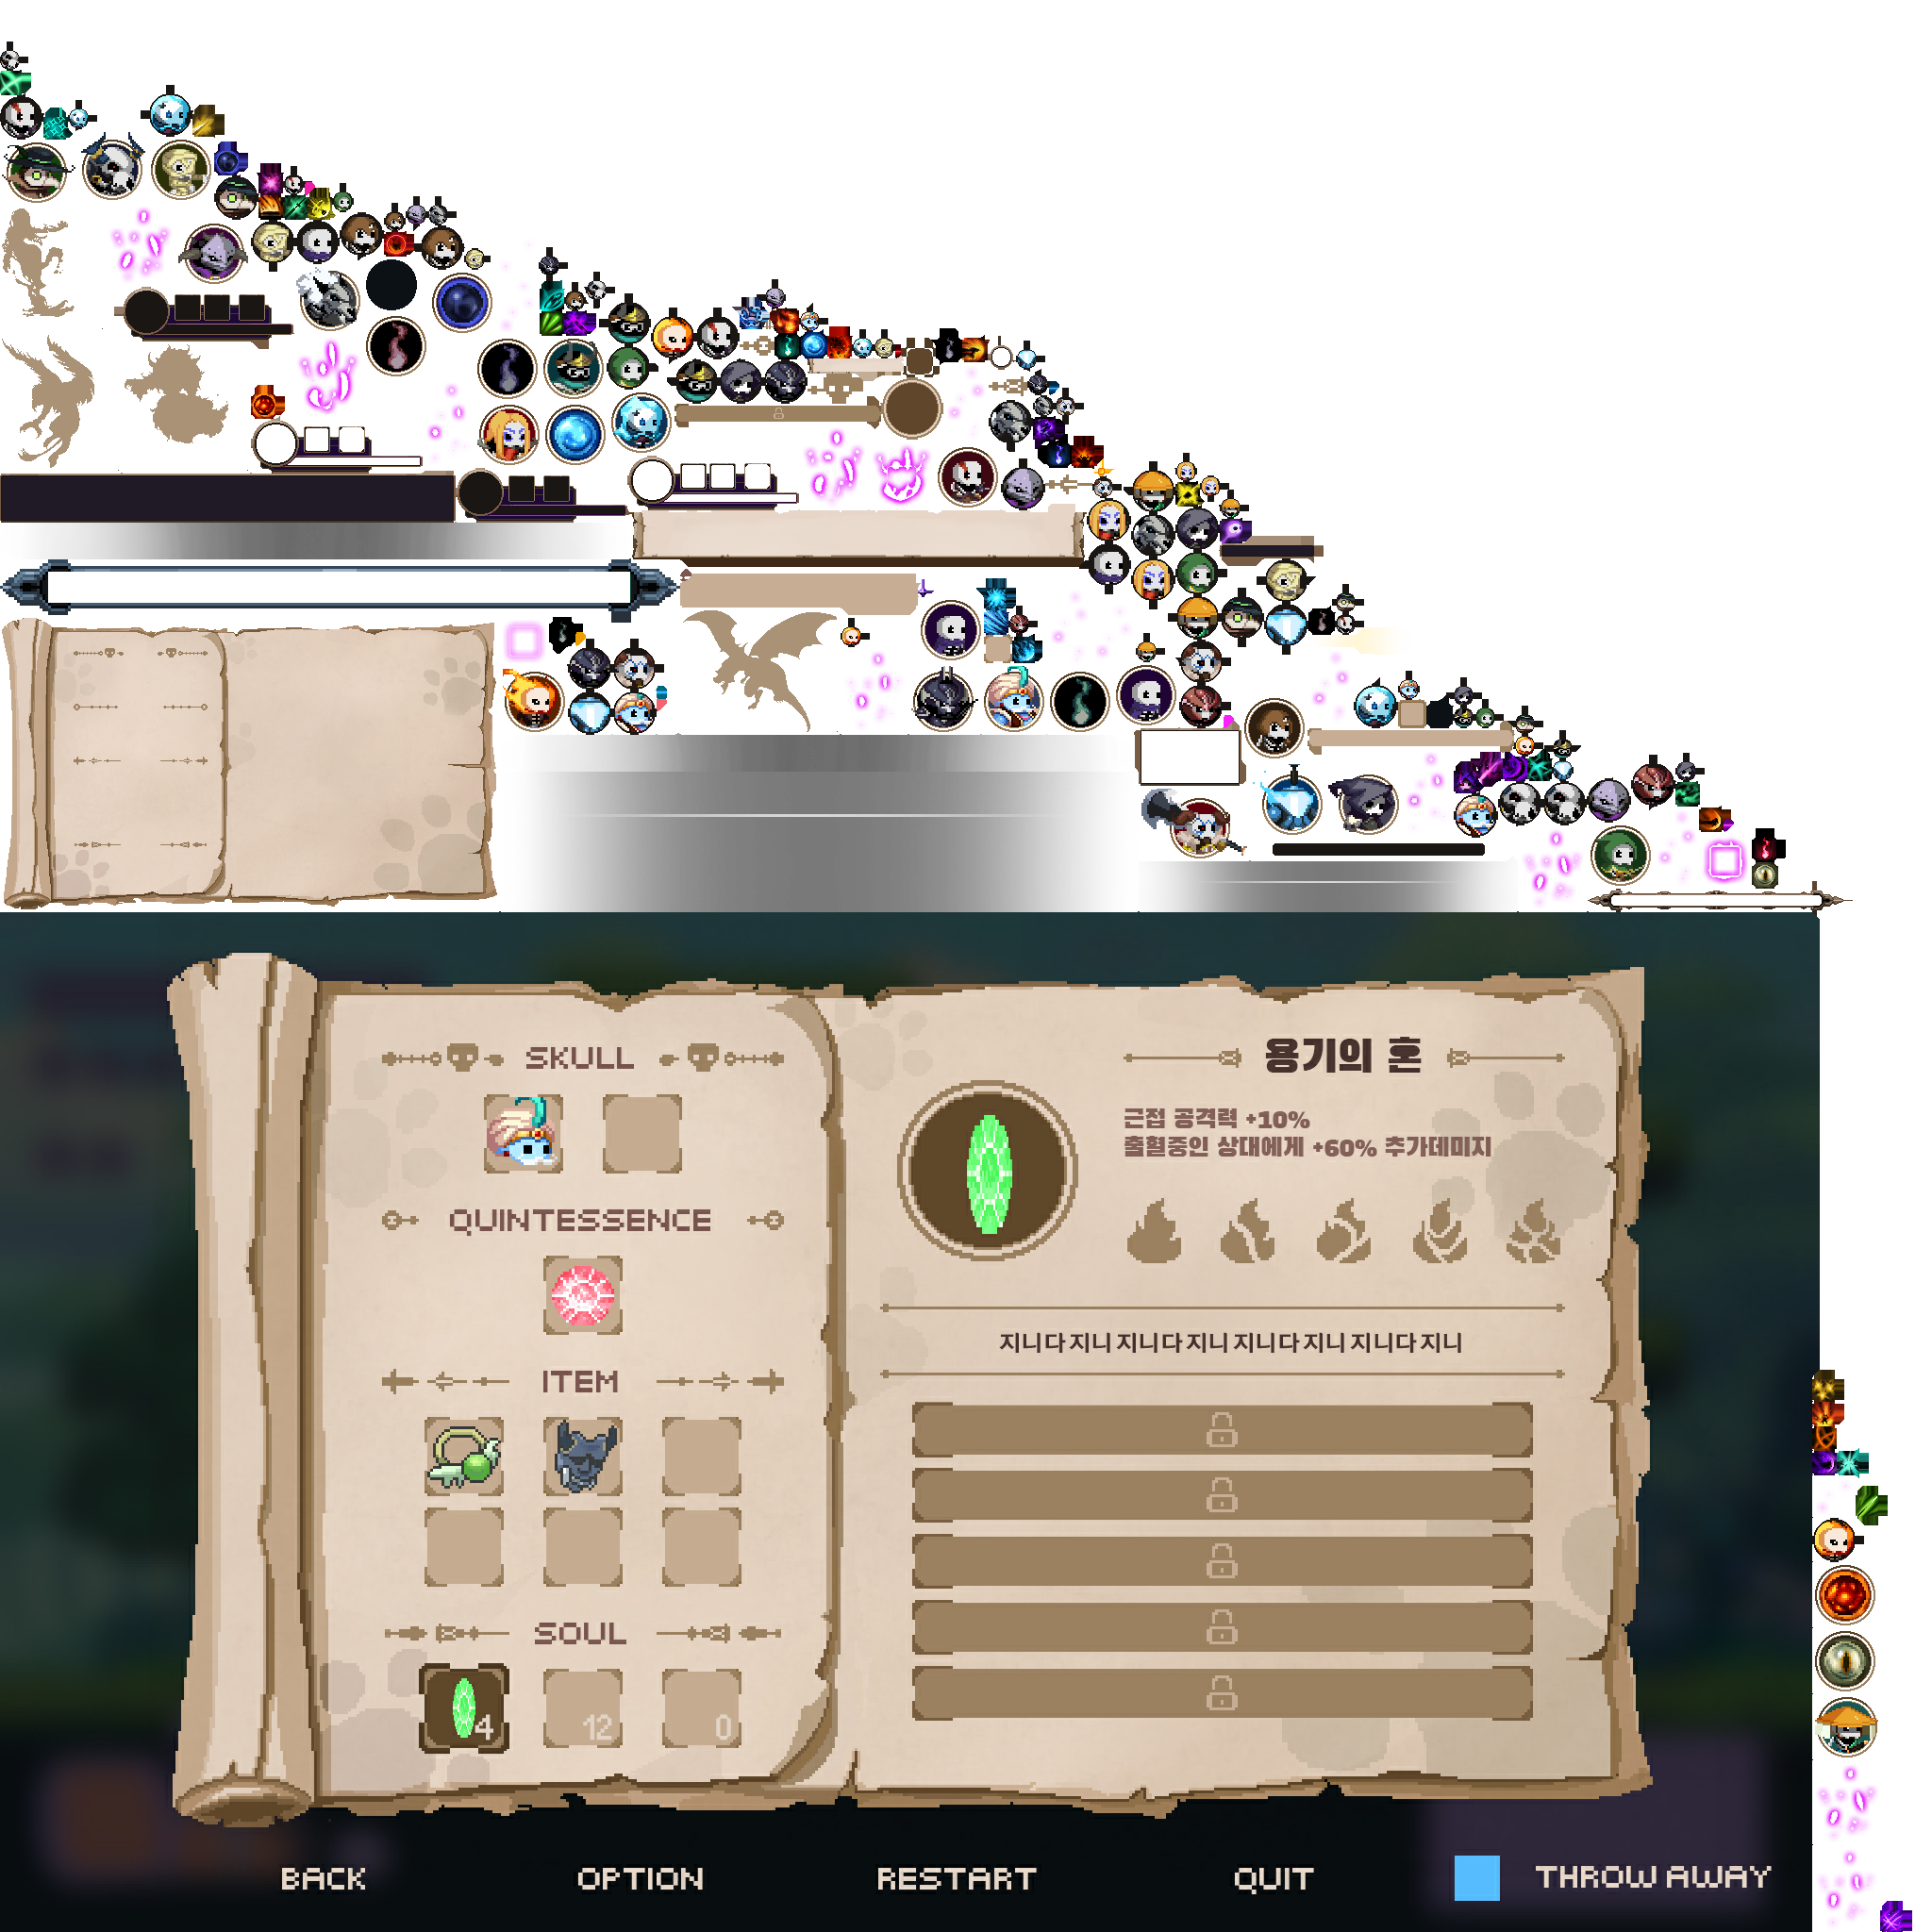 SKULL
QUINTESSENCE
ITEM
SOUL
4
12
0
용기의 혼
근접 공격력 +10%
출혈중인 상대에게 +60% 추가데미지
지니다지니지니다지니지니다지니지니다지니
BACK
OPTION
RESTART
QUIT
THROW AWAY